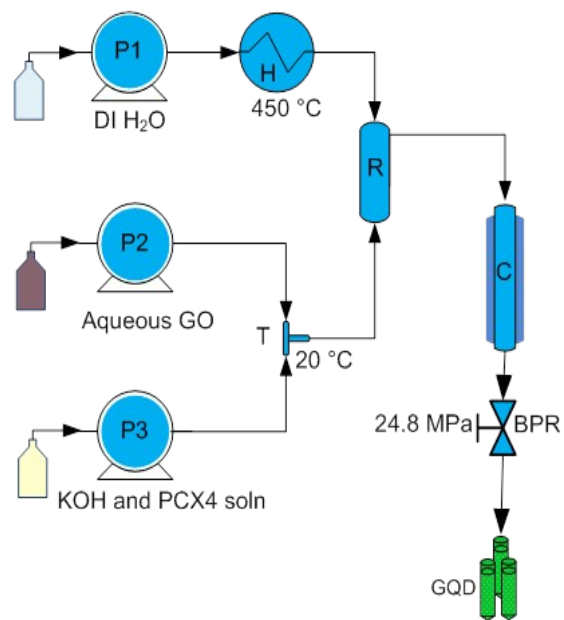 P1
H
DI H₂O
450 °C
R
P2
C
Aqueous GO
T
20 °C
P3
24.8 MPa
BPR
KOH and PCX4 soln
GQD